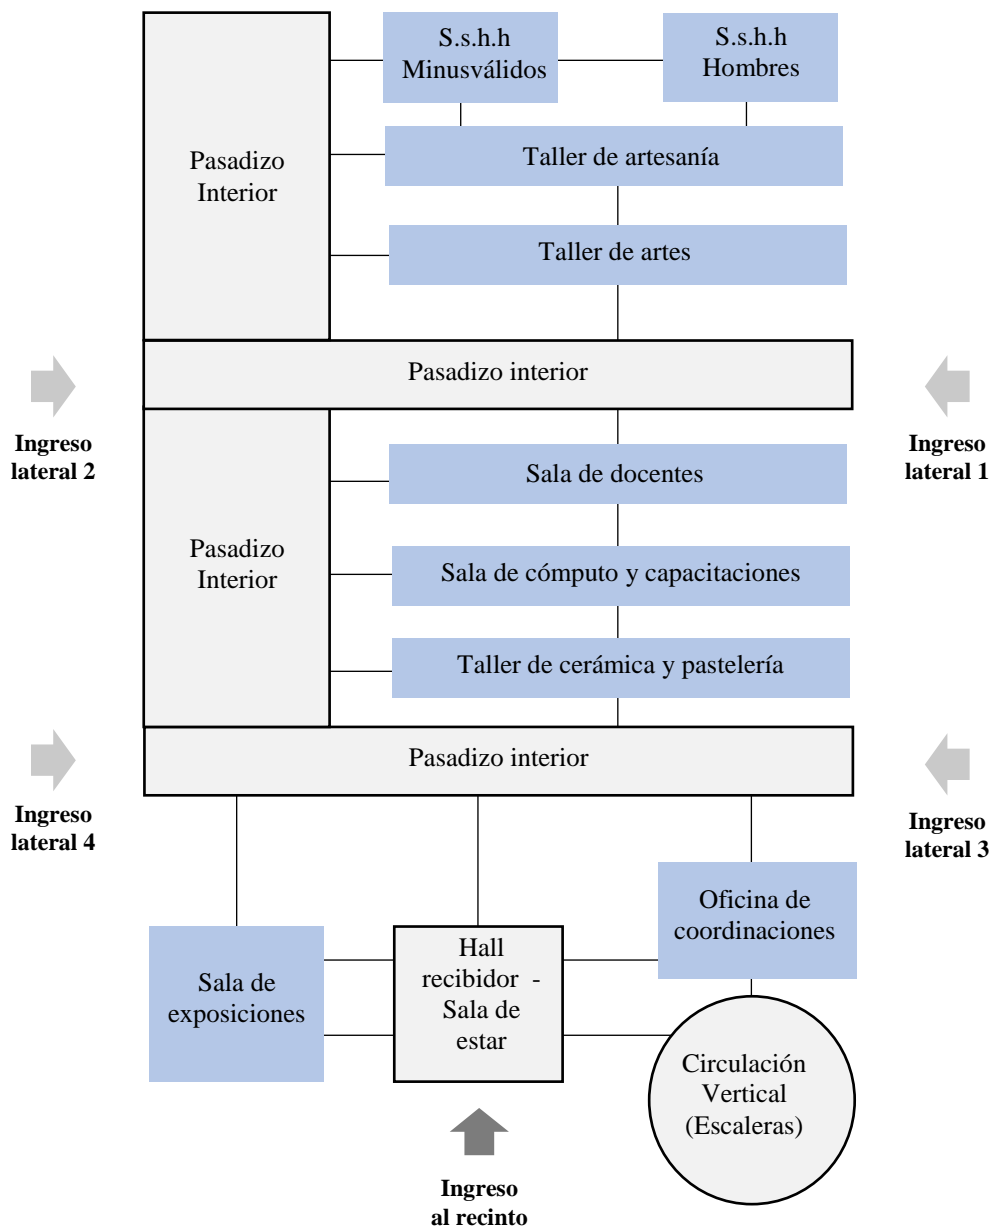 S.s.h.h
Minusválidos
S.s.h.h
Hombres
Pasadizo
Interior
Taller de artesanía
Taller de artes
Pasadizo interior
Ingreso
lateral 2
Ingreso
lateral 1
Pasadizo
Interior
Sala de docentes
Sala de cómputo y capacitaciones
Taller de cerámica y pastelería
Pasadizo interior
Ingreso
lateral 4
Ingreso
lateral 3
Oficina de
coordinaciones
Sala de
exposiciones
Hall
recibidor -
Sala de
estar
Circulación
Vertical
(Escaleras)
Ingreso
al recinto